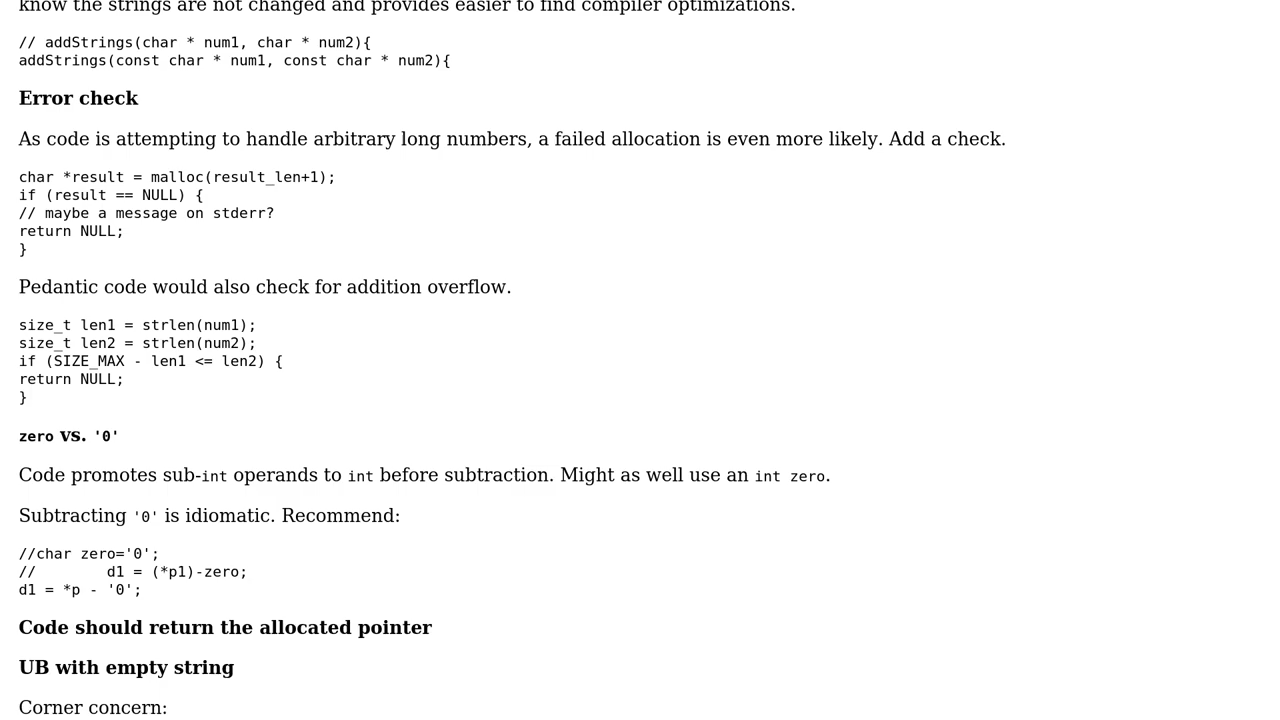 know the strings are not changed and provides easier to find compiler optimizations.
// addStrings(char * num1, char * num2){
addStrings(const char * num1, const char * num2){
Error check
As code is attempting to handle arbitrary long numbers, a failed allocation is even more likely. Add a check.
char *result = malloc(result_len+1);
if (result == NULL) {
// maybe a message on stderr?
return NULL;
}
Pedantic code would also check for addition overflow.
size_t len1 = strlen(num1);
size_t len2 = strlen(num2);
if (SIZE_MAX - len1 <= len2) {
return NULL;
}
zero vs. '0'
Code promotes sub-int operands to int before subtraction. Might as well use an int zero.
Subtracting '0' is idiomatic. Recommend:
//char zero='0';
//        d1 = (*p1)-zero;
d1 = *p - '0';
Code should return the allocated pointer
UB with empty string
Corner concern: